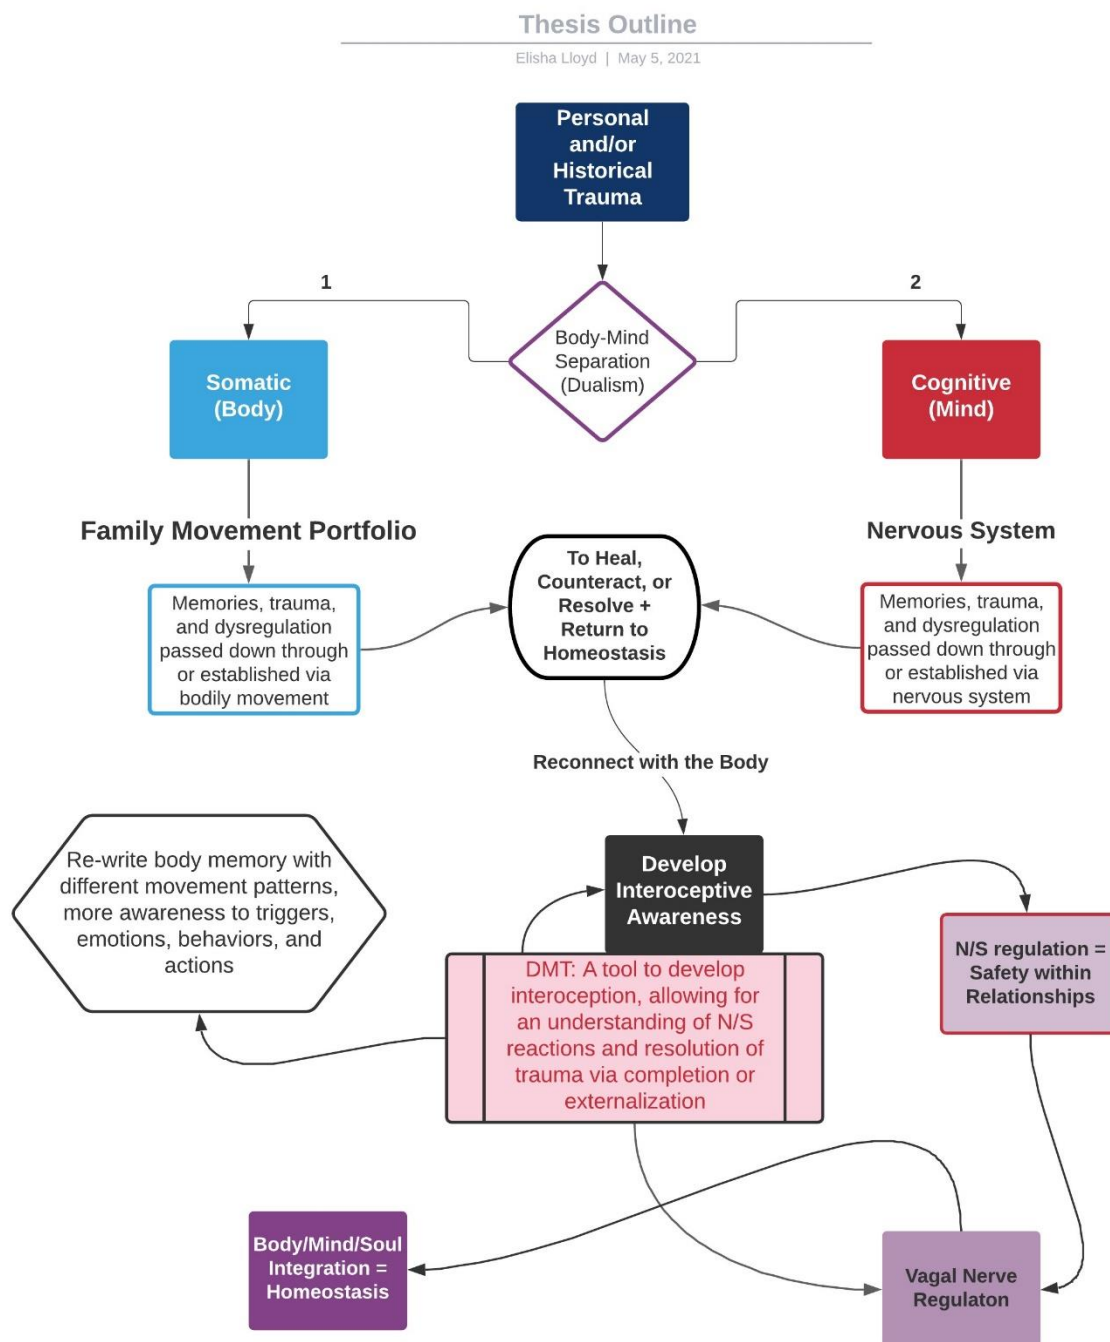 Thesis Outline
Elisha Lloyd | May 5, 2021
Personal
and/or
Historical
Trauma
1
2
Body-Mind
Separation
(Dualism)
Somatic
(Body)
Cognitive
(Mind)
Family Movement Portfolio
Nervous System
To Heal,
Counteract, or
Resolve +
Return to
Homeostasis
Memories, trauma,
and dysregulation
passed down through
or established via
bodily movement
Memories, trauma,
and dysregulation
passed down through
or established via
nervous system
Reconnect with the Body
Develop
Interoceptive
Awareness
Re-write body memory with
different movement patterns,
more awareness to triggers,
emotions, behaviors, and
actions
N/S regulation =
Safety within
Relationships
DMT: A tool to develop
interoception, allowing for
an understanding of N/S
reactions and resolution of
trauma via completion or
externalization
Body/Mind/Soul
Integration =
Homeostasis
Vagal Nerve
Regulaton